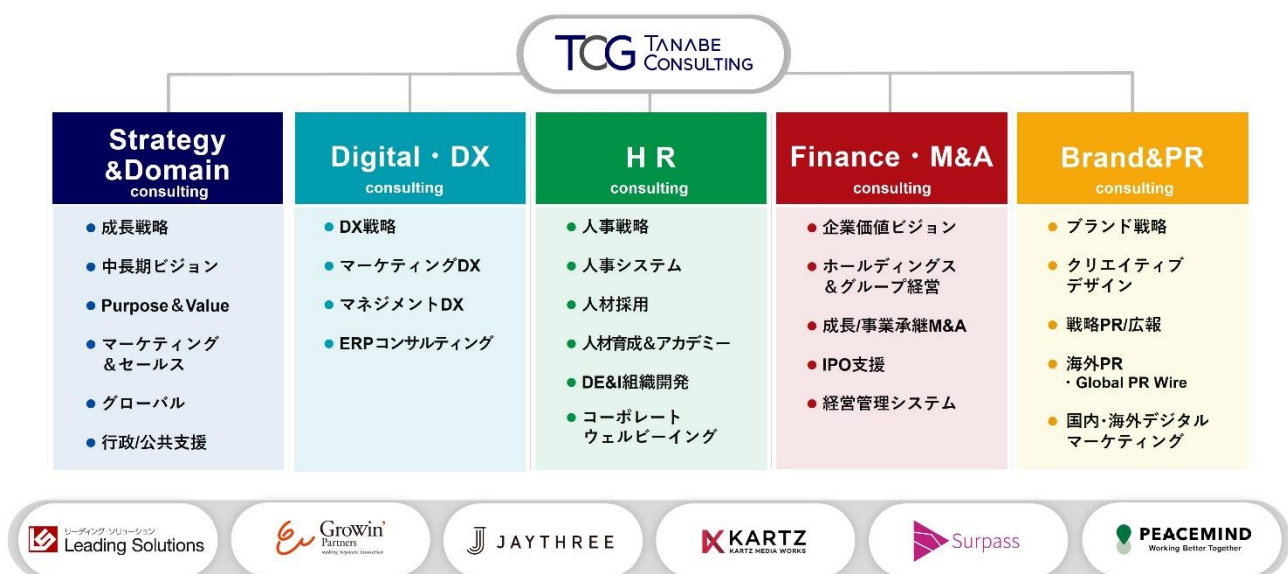 TCG TANABE CONSULTING
Strategy
&Domain
consulting
成長戦略
中長期ビジョン
Purpose＆Value
マーケティング
＆セールス
グローバル
行政/公共支援
Digital・DX
consulting
DX戦略
マーケティングDX
マネジメントDX
ERPコンサルティング
H R
consulting
人事戦略
人事システム
人材採用
人材育成&アカデミー
DE&I組織開発
コーポレート
ウェルビーイング
Finance・M&A
consulting
企業価値ビジョン
ホールディングス
＆グループ経営
成長/事業承継M&A
IPO支援
経営管理システム
Brand&PR
consulting
ブランド戦略
クリエイティブ
デザイン
戦略PR/広報
海外PR
・Global PR Wire
国内・海外デジタル
マーケティング
リーディング・ソリューション
Leading Solutions
Growin'
Partners
making corporate innovation
JAYTHREE
KARTZ
KARTZ MEDIA WORKS
Surpass
PEACEMIND
Working Better Together